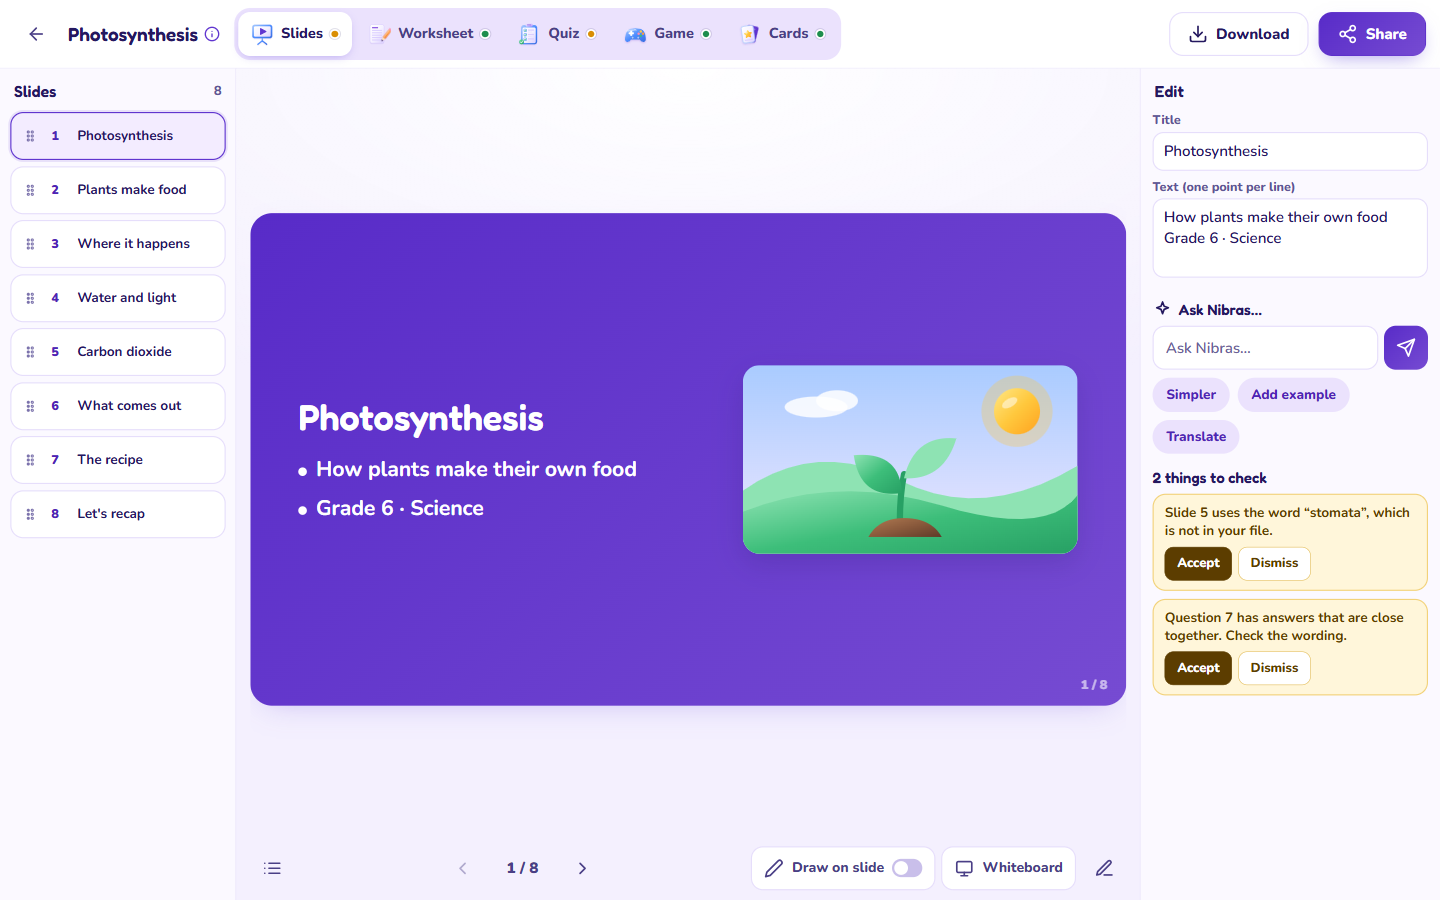 Photosynthesis
Slides
Worksheet
Quiz
Game
Cards
Download
Share
Slides
8
1 Photosynthesis
2 Plants make food
3 Where it happens
4 Water and light
5 Carbon dioxide
6 What comes out
7 The recipe
8 Let's recap
Photosynthesis
• How plants make their own food
• Grade 6 · Science
1 / 8
1 / 8
Draw on slide
Whiteboard
Edit
Title
Photosynthesis
Text (one point per line)
How plants make their own food
Grade 6 · Science
Ask Nibras...
Ask Nibras...
Simpler
Add example
Translate
2 things to check
Slide 5 uses the word “stomata”, which
is not in your file.
Accept
Dismiss
Question 7 has answers that are close
together. Check the wording.
Accept
Dismiss